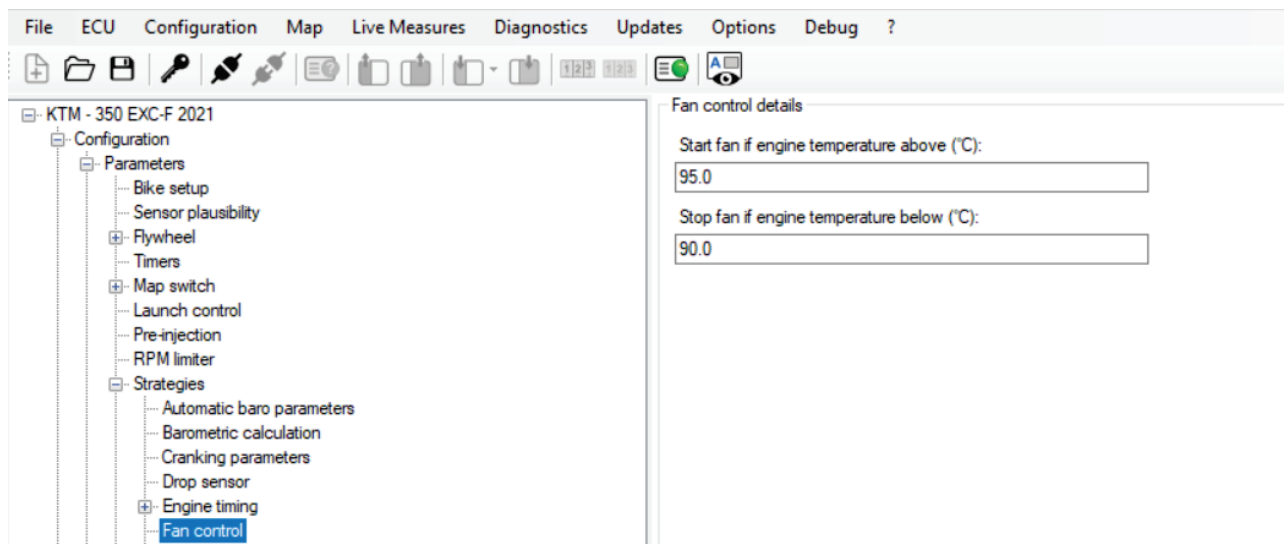 File ECU Configuration Map Live Measures Diagnostics Updates Options Debug ?
KTM - 350 EXC-F 2021
Configuration
Parameters
Bike setup
Sensor plausibility
Flywheel
Timers
Map switch
Launch control
Pre-injection
RPM limiter
Strategies
Automatic baro parameters
Barometric calculation
Cranking parameters
Drop sensor
Engine timing
Fan control
Fan control details
Start fan if engine temperature above (°C):
95.0
Stop fan if engine temperature below (°C):
90.0